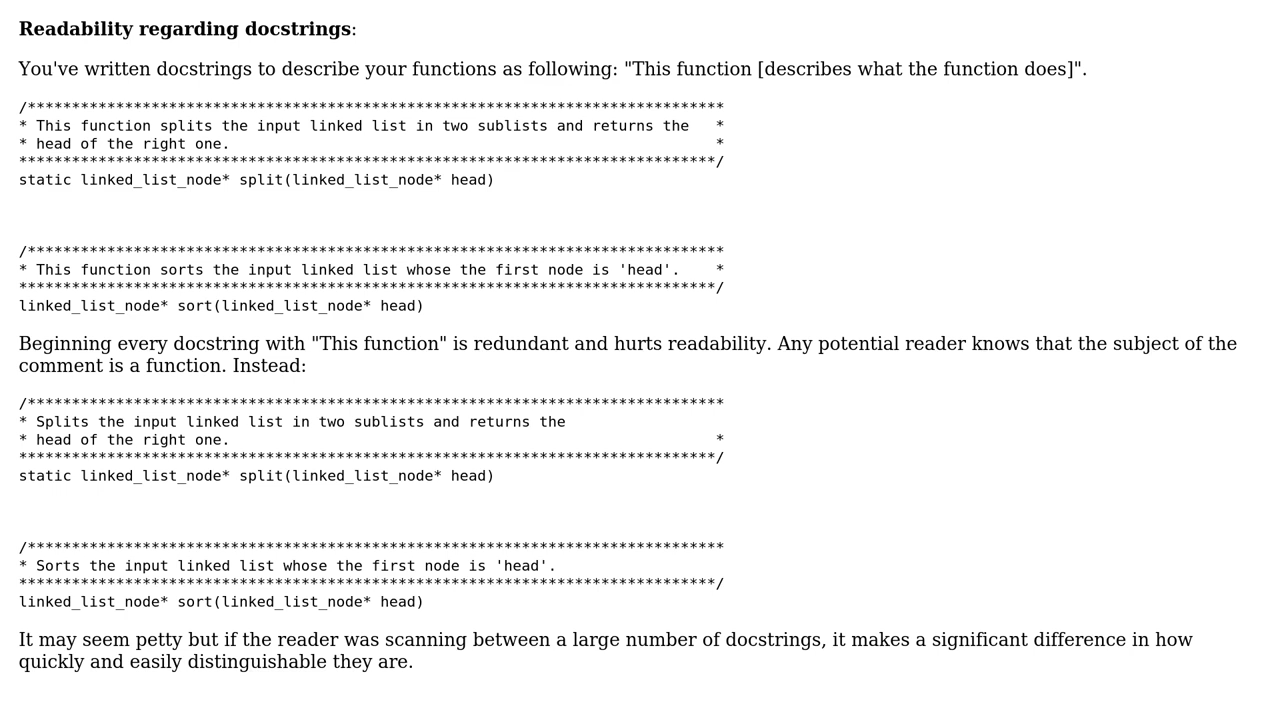 Readability regarding docstrings:
You've written docstrings to describe your functions as following: "This function [describes what the function does]".
/*******************************************************************************
* This function splits the input linked list in two sublists and returns the   *
* head of the right one.                                                       *
*******************************************************************************/
static linked_list_node* split(linked_list_node* head)
/*******************************************************************************
* This function sorts the input linked list whose the first node is 'head'.    *
*******************************************************************************/
linked_list_node* sort(linked_list_node* head)
Beginning every docstring with "This function" is redundant and hurts readability. Any potential reader knows that the subject of the
comment is a function. Instead:
/*******************************************************************************
* Splits the input linked list in two sublists and returns the
* head of the right one.                                                       *
*******************************************************************************/
static linked_list_node* split(linked_list_node* head)
/*******************************************************************************
* Sorts the input linked list whose the first node is 'head'.
*******************************************************************************/
linked_list_node* sort(linked_list_node* head)
It may seem petty but if the reader was scanning between a large number of docstrings, it makes a significant difference in how
quickly and easily distinguishable they are.